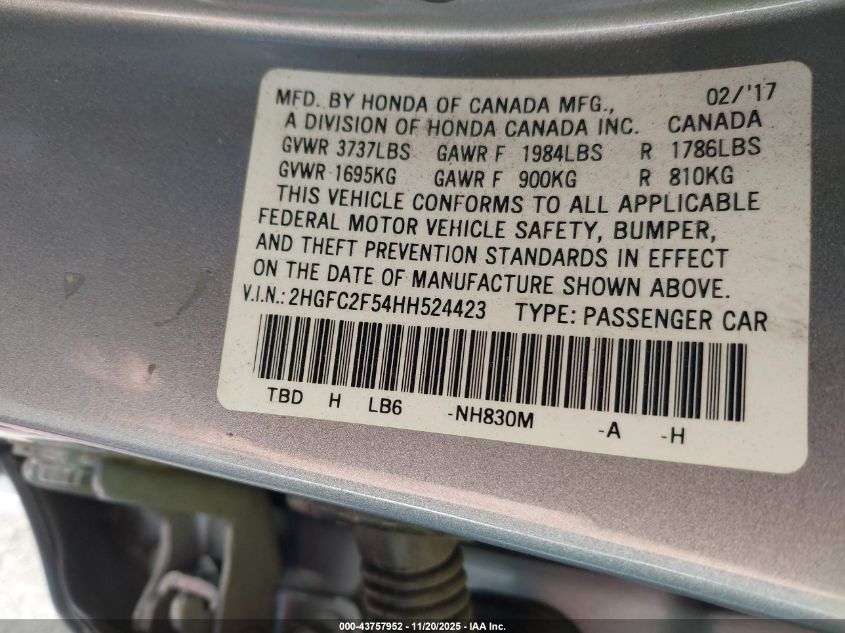 MFD. BY HONDA OF CANADA MFG., 02/'17
A DIVISION OF HONDA CANADA INC. CANADA
GVWR 3737LBS GAWR F 1984LBS R 1786LBS
GVWR 1695KG GAWR F 900KG R 810KG
THIS VEHICLE CONFORMS TO ALL APPLICABLE
FEDERAL MOTOR VEHICLE SAFETY, BUMPER,
AND THEFT PREVENTION STANDARDS IN EFFECT
ON THE DATE OF MANUFACTURE SHOWN ABOVE.
V.I.N.: 2HGFC2F54HH524423 TYPE: PASSENGER CAR
TBD H LB6 -NH830M -A -H
000-43757952 - 11/20/2025 - IAA Inc.